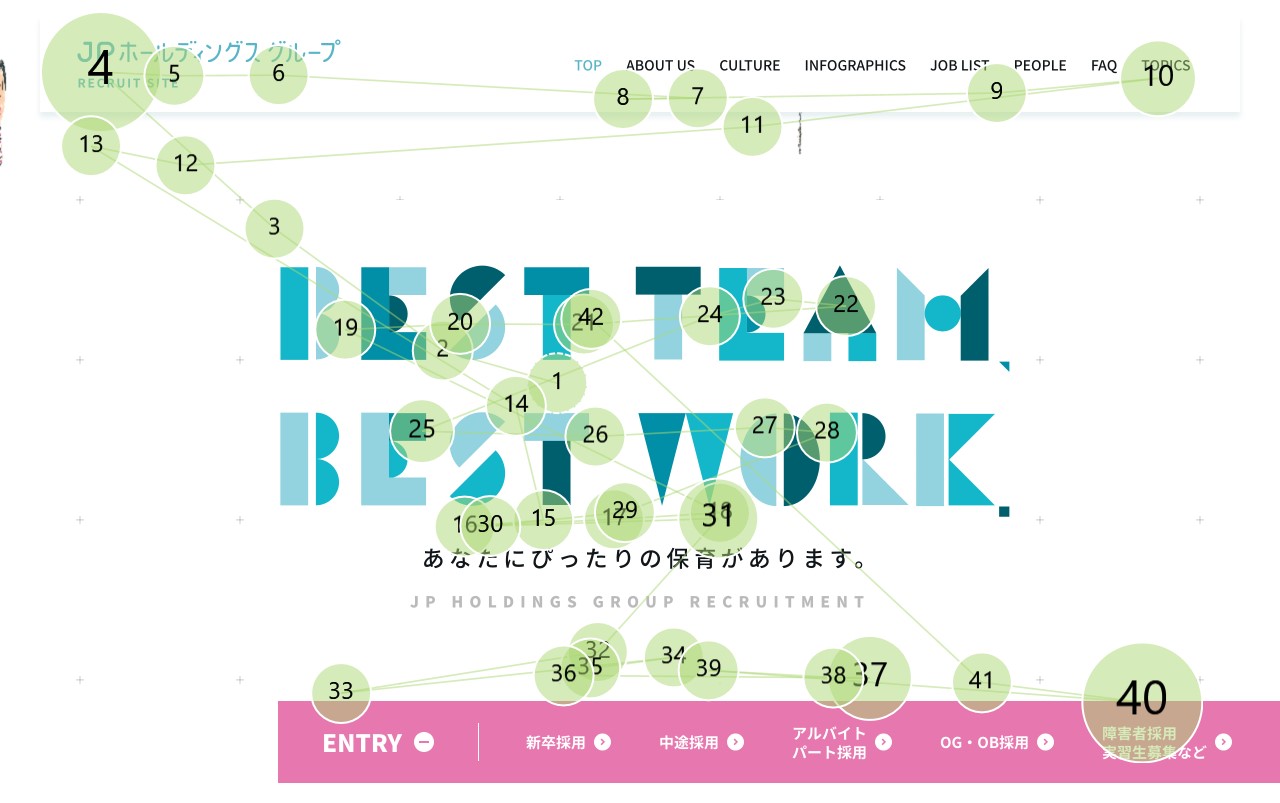 JPホールディングス グループ
RECRUIT SITE
TOP ABOUT US CULTURE INFOGRAPHICS JOB LIST PEOPLE FAQ TOPICS
4 5 6 8 7 9 10
11
13 12
3
BEST TEAM.
19 20 2 21 42 24 23 22
1
14
BEST WORK.
25 26 27 28
16 30 15 17 29 18 31
あなたにぴったりの保育があります。
JP HOLDINGS GROUP RECRUITMENT
32 34
33 36 35 39 38 37 41 40
ENTRY 新卒採用 中途採用 アルバイト
パート採用 OG・OB採用 障害者採用
実習生募集など